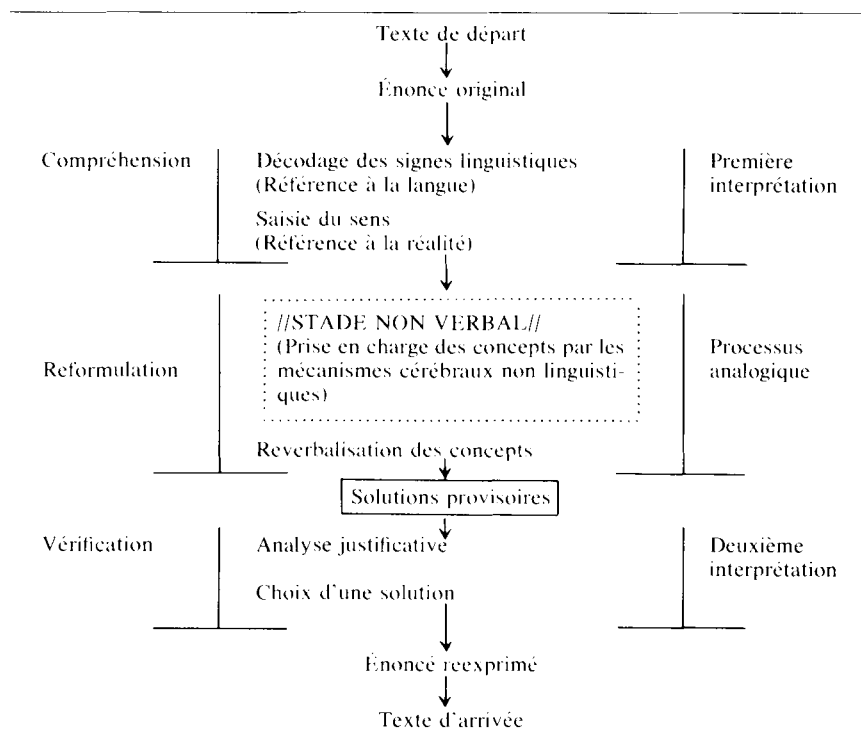 Texte de départ
Énonce original
Compréhension
Décodage des signes linguistiques
(Référence à la langue)
Saisie du sens
(Référence à la réalité)
Première
interprétation
Reformulation
//STADE NON VERBAL//
(Prise en charge des concepts par les
mécanismes cérébraux non linguisti-
ques)
Reverbalisation des concepts
Processus
analogique
Solutions provisoires
Vérification
Analyse justificative
Choix d'une solution
Deuxième
interprétation
Énoncé reexprimé
Texte d'arrivée